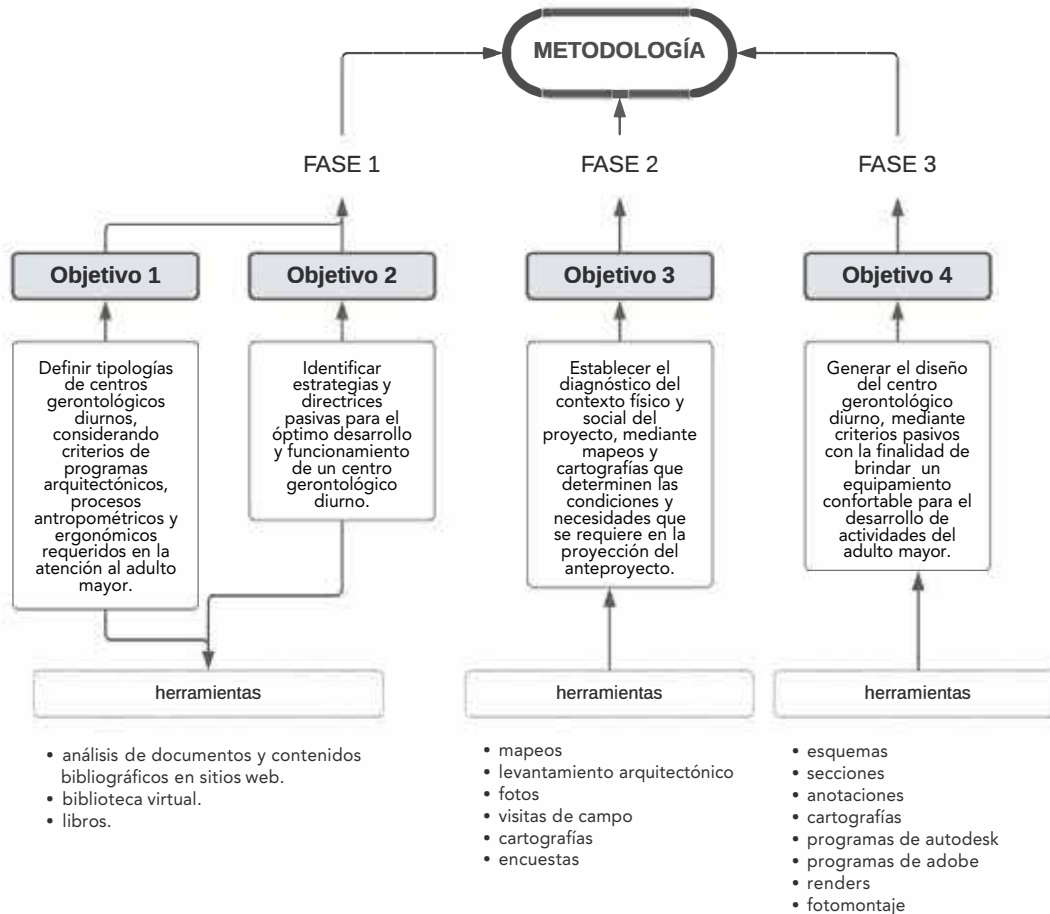 METODOLOGÍA
FASE 1
FASE 2
FASE 3
Objetivo 1
Objetivo 2
Objetivo 3
Objetivo 4
Definir tipologías
de centros
gerontológicos
diurnos,
considerando
criterios de
programas
arquitectónicos,
procesos
antropométricos y
ergonómicos
requeridos en la
atención al adulto
mayor.
Identificar
estrategias y
directrices
pasivas para el
óptimo desarrollo
y funcionamiento
de un centro
gerontológico
diurno.
Establecer el
diagnóstico del
contexto físico y
social del
proyecto, mediante
mapeos y
cartografías que
determinen las
condiciones y
necesidades que
se requiere en la
proyección del
anteproyecto.
Generar el diseño
del centro
gerontológico
diurno, mediante
criterios pasivos
con la finalidad de
brindar un
equipamiento
confortable para el
desarrollo de
actividades del
adulto mayor.
herramientas
• análisis de documentos y contenidos
bibliográficos en sitios web.
• biblioteca virtual.
• libros.
herramientas
• mapeos
• levantamiento arquitectónico
• fotos
• visitas de campo
• cartografías
• encuestas
herramientas
• esquemas
• secciones
• anotaciones
• cartografías
• programas de autodesk
• programas de adobe
• renders
• fotomontaje